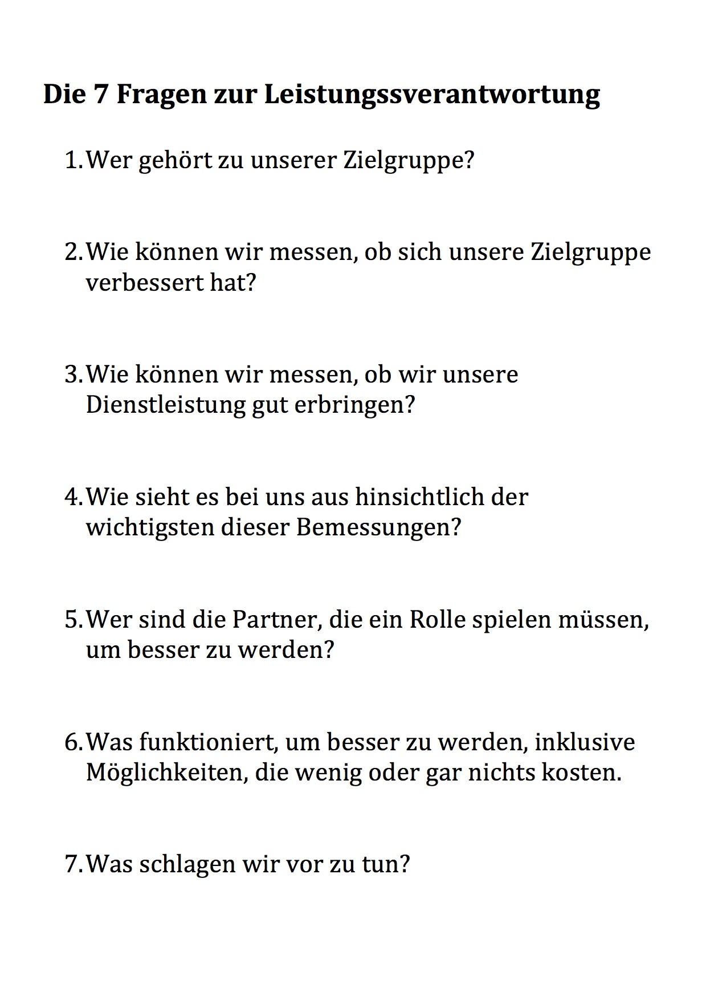 Die 7 Fragen zur Leistungssverantwortung
1. Wer gehört zu unserer Zielgruppe?
2. Wie können wir messen, ob sich unsere Zielgruppe
verbessert hat?
3. Wie können wir messen, ob wir unsere
Dienstleistung gut erbringen?
4. Wie sieht es bei uns aus hinsichtlich der
wichtigsten dieser Bemessungen?
5. Wer sind die Partner, die ein Rolle spielen müssen,
um besser zu werden?
6. Was funktioniert, um besser zu werden, inklusive
Möglichkeiten, die wenig oder gar nichts kosten.
7. Was schlagen wir vor zu tun?